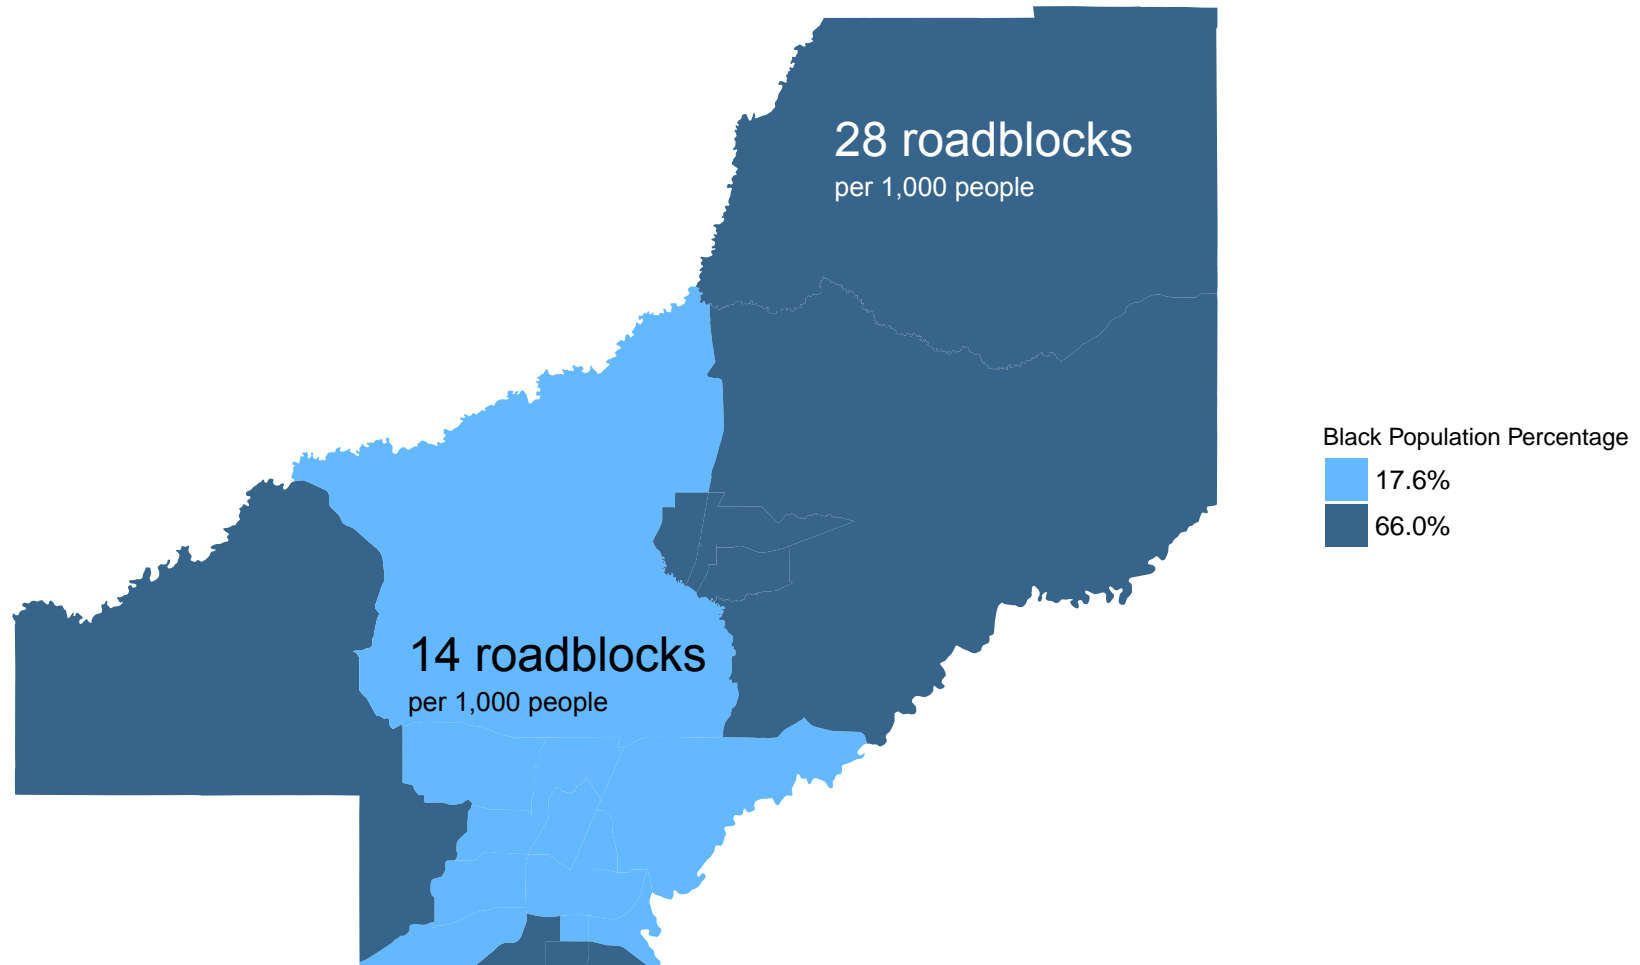 28 roadblocks
per 1,000 people
14 roadblocks
per 1,000 people
Black Population Percentage
17.6%
66.0%